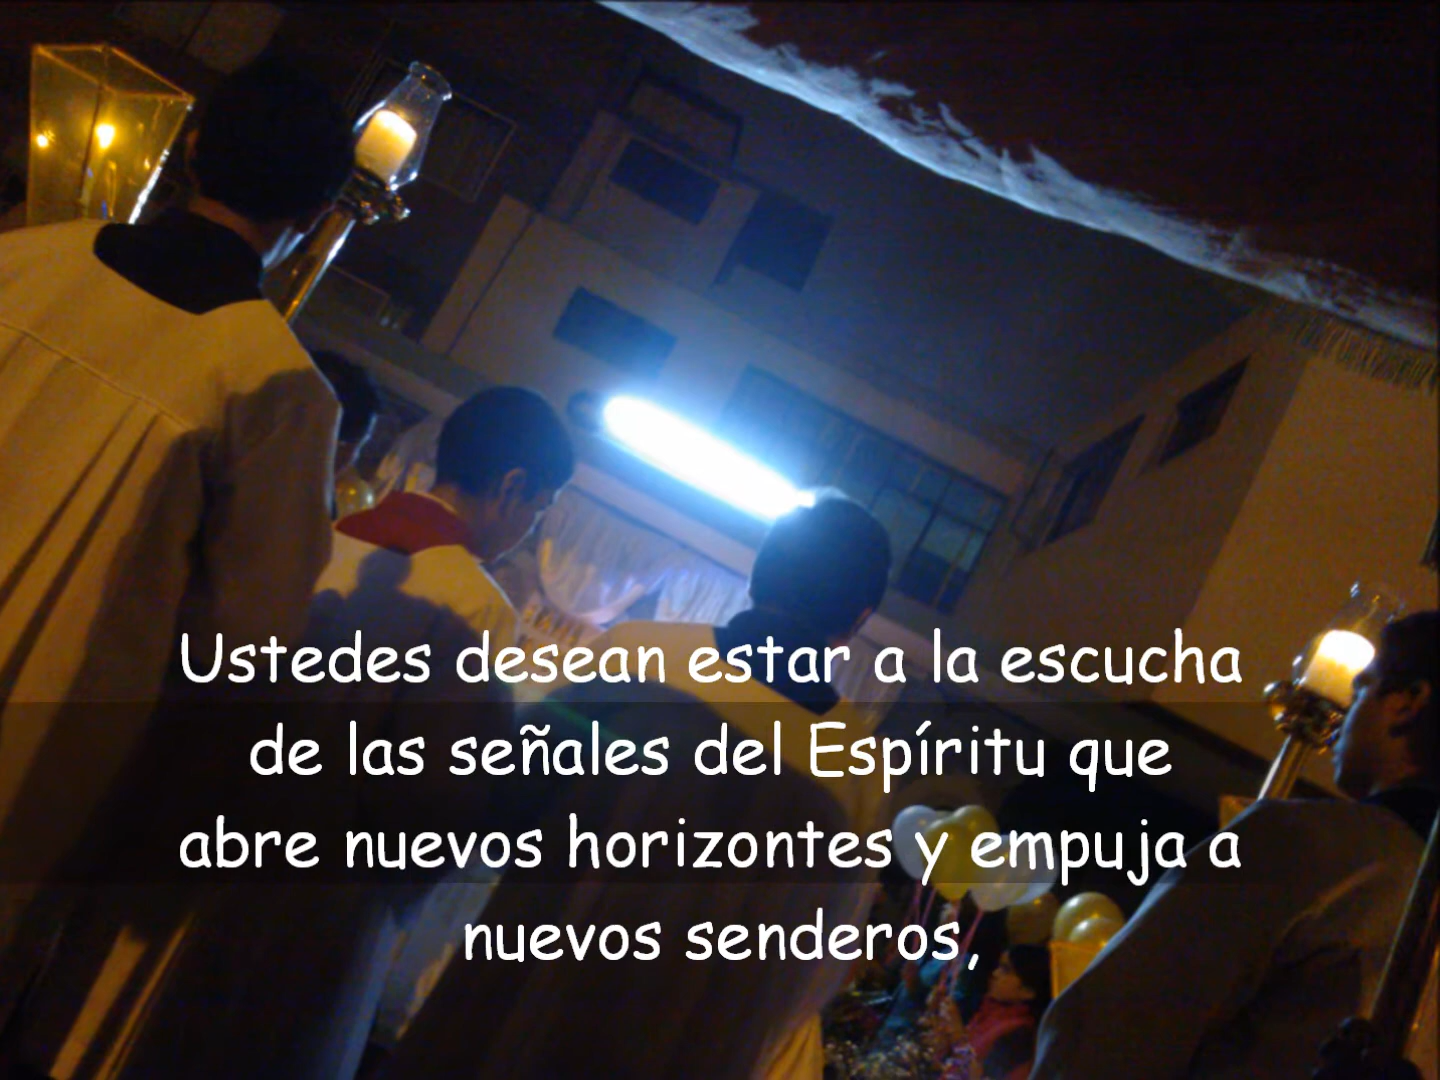 Ustedes desean estar a la escucha
de las señales del Espíritu que
abre nuevos horizontes y empuja a
nuevos senderos,